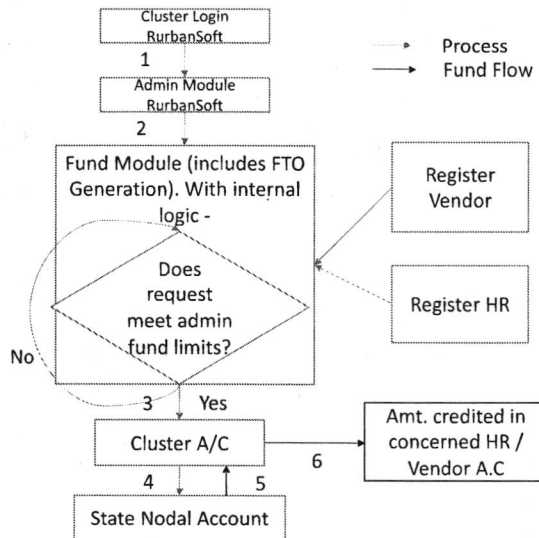 Cluster Login
RurbanSoft
Process
Fund Flow
1
Admin Module
RurbanSoft
2
Fund Module (includes FTO
Generation). With internal
logic -
Register
Vendor
Does
request
meet admin
fund limits?
Register HR
No
3 Yes
Cluster A/C
6
Amt. credited in
concerned HR /
Vendor A.C
4 5
State Nodal Account